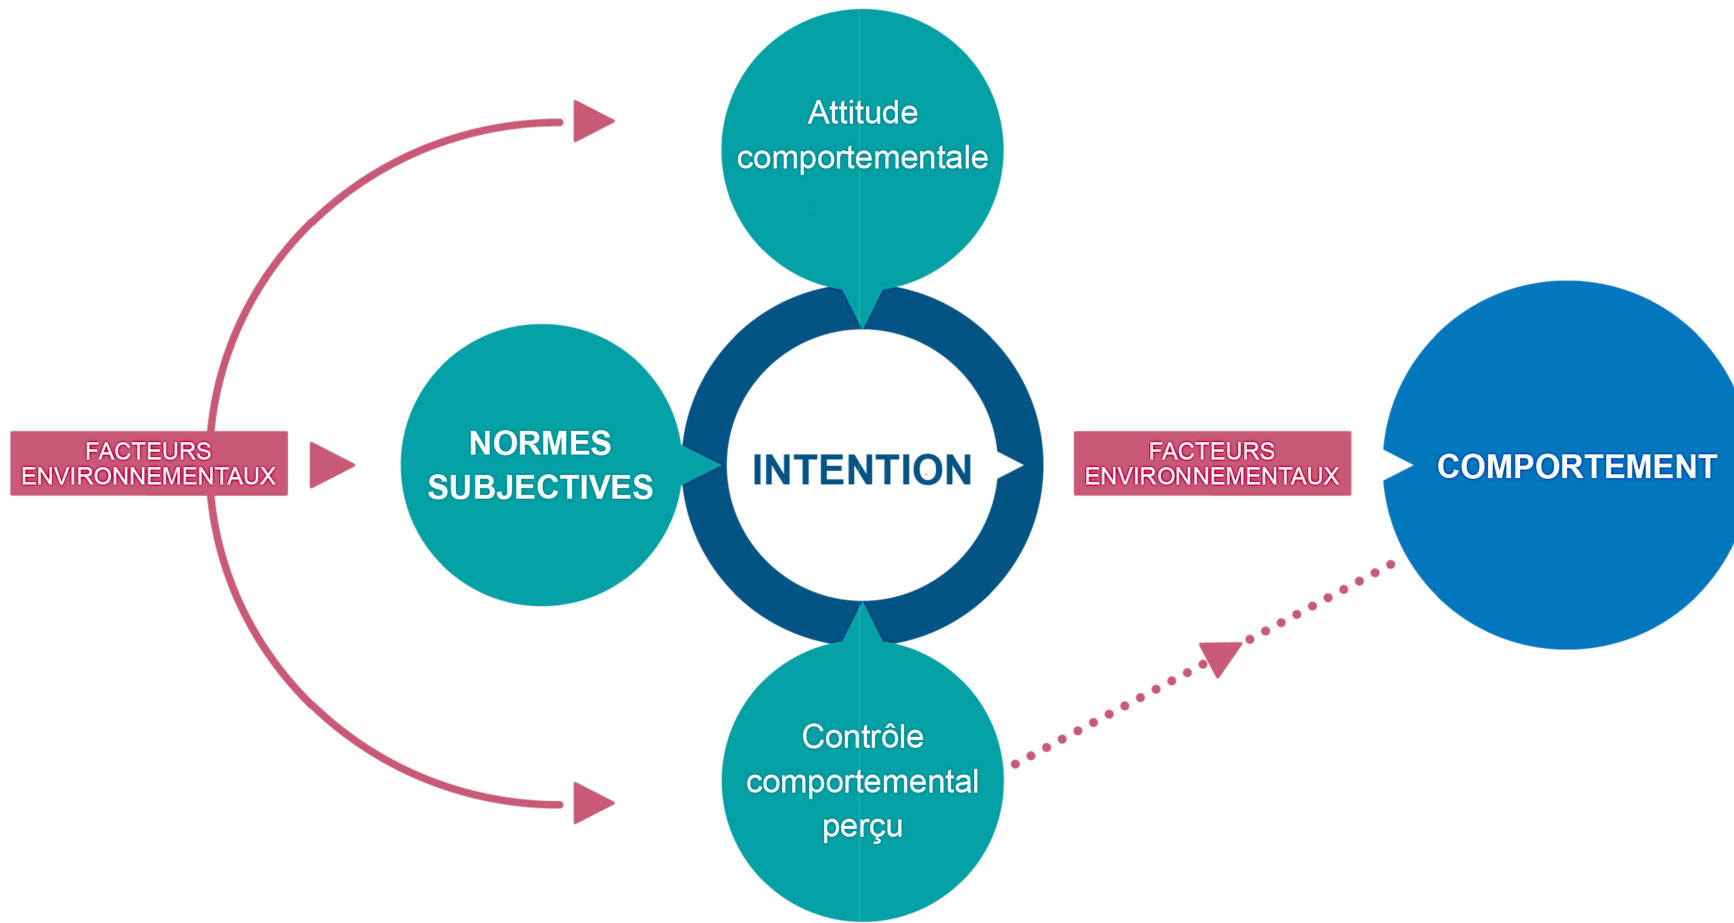 Attitude
comportementale
FACTEURS
ENVIRONNEMENTAUX
NORMES
SUBJECTIVES
INTENTION
FACTEURS
ENVIRONNEMENTAUX
COMPORTEMENT
Contrôle
comportemental
perçu